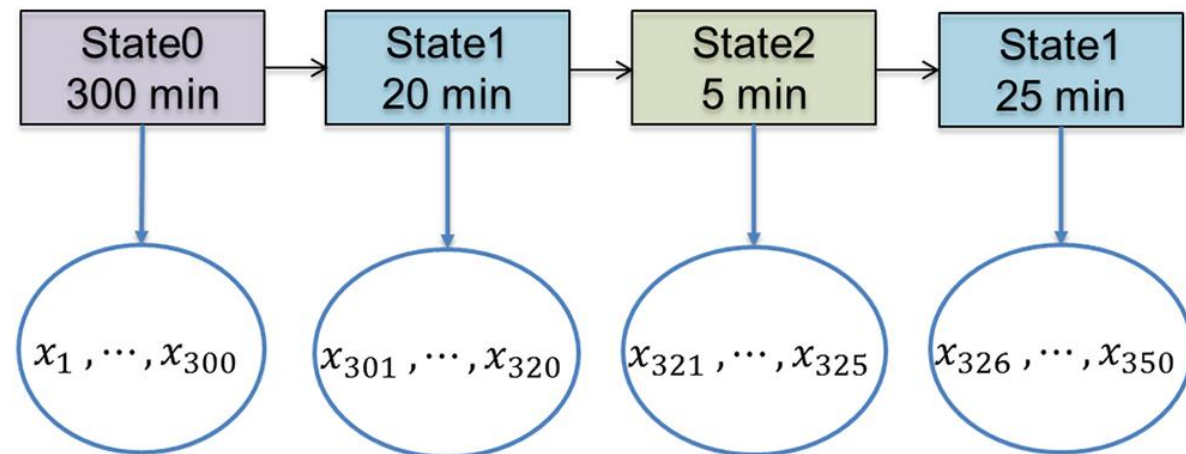 State0
300 min
State1
20 min
State2
5 min
State1
25 min
x₁ ,⋯, x₃₀₀
x₃₀₁ ,⋯, x₃₂₀
x₃₂₁ ,⋯, x₃₂₅
x₃₂₆ ,⋯, x₃₅₀